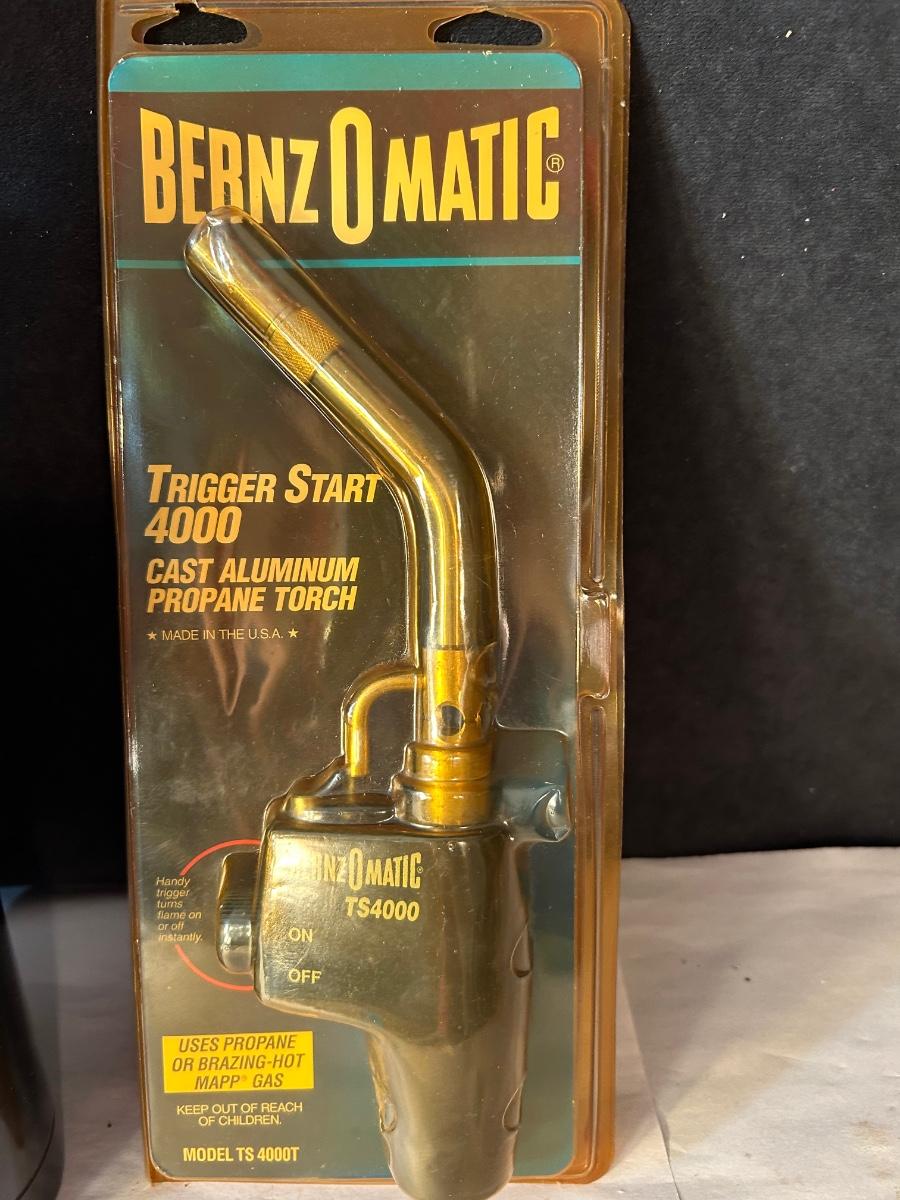 BERNZOMATIC®
TRIGGER START
4000
CAST ALUMINUM
PROPANE TORCH
★ MADE IN THE U.S.A. ★
BERNZOMATIC®
TS4000
ON
OFF
Handy
trigger
turns
flame on
or off
instantly.
USES PROPANE
OR BRAZING-HOT
MAPP® GAS
KEEP OUT OF REACH
OF CHILDREN.
MODEL TS 4000T